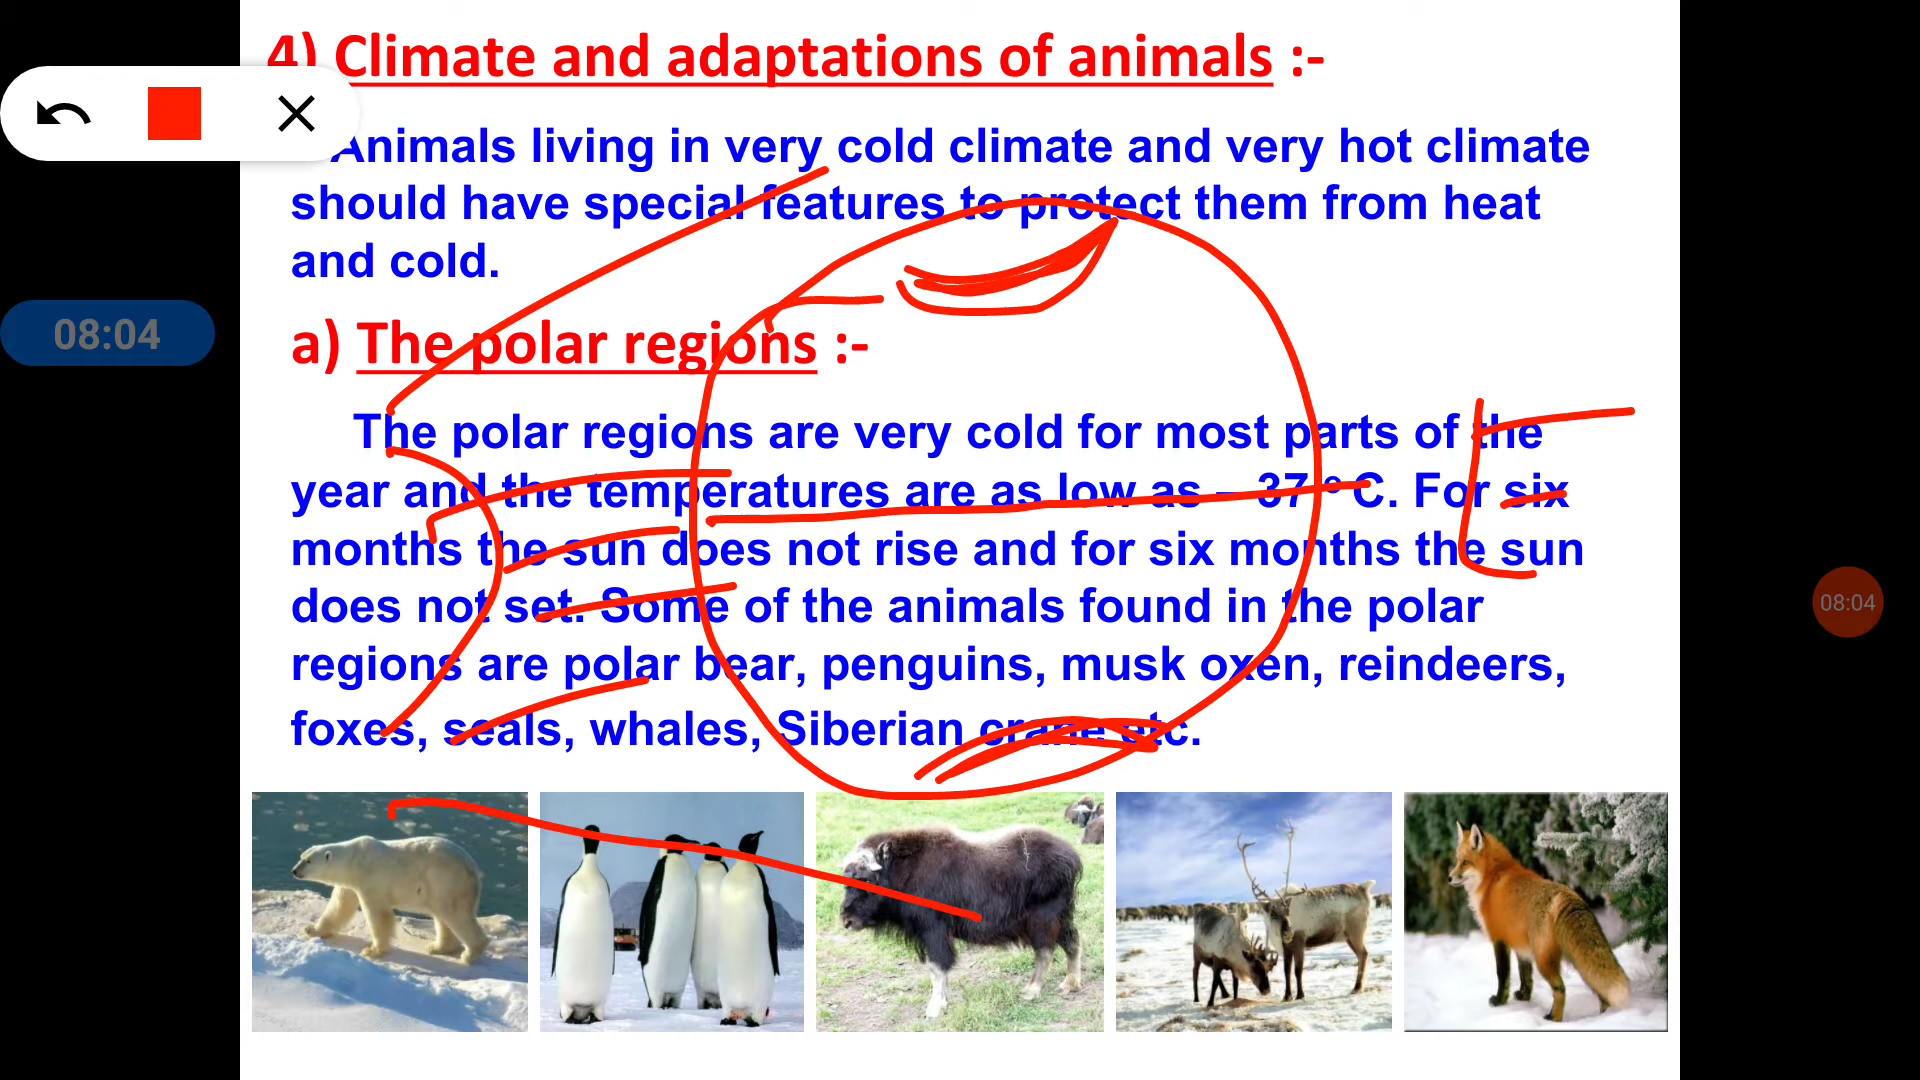 4) Climate and adaptations of animals :-
Animals living in very cold climate and very hot climate
should have special features to protect them from heat
and cold.
08:04
a) The polar regions :-
The polar regions are very cold for most parts of the
year and the temperatures are as low as – 37 ° C. For six
months the sun does not rise and for six months the sun
does not set. Some of the animals found in the polar
08:04
regions are polar bear, penguins, musk oxen, reindeers,
foxes, seals, whales, Siberian crane etc.